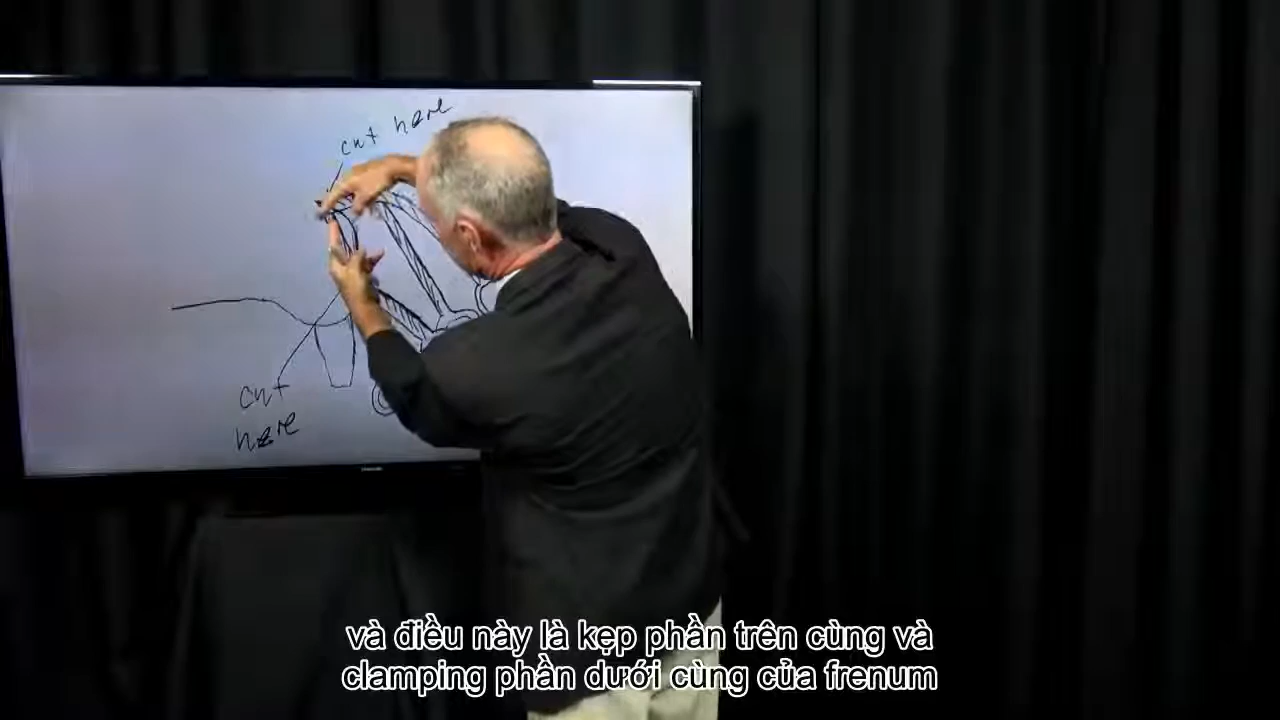 cut here
cut
here
và điều này là kẹp phần trên cùng và
clamping phần dưới cùng của frenum